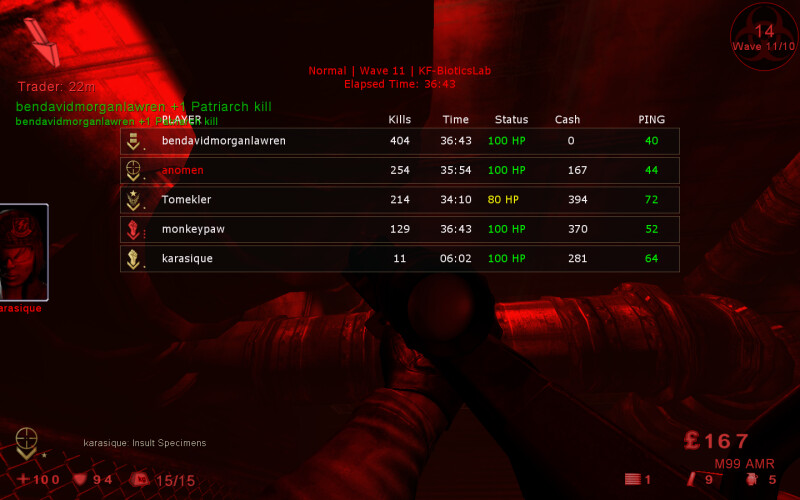 14
Wave 11/10
Normal | Wave 11 | KF-BioticsLab
Elapsed Time: 36:43
Trader: 22m
bendavidmorganlawren +1 Patriarch kill
bendavidmorganlawren +1 Patriarch kill
PLAYER Kills Time Status Cash PING
bendavidmorganlawren 404 36:43 100 HP 0 40
anomen 254 35:54 100 HP 167 44
Tomekler 214 34:10 80 HP 394 72
monkeypaw 129 36:43 100 HP 370 52
karasique 11 06:02 100 HP 281 64
arasique
karasique: Insult Specimens
£167
M99 AMR
100 94 15/15 1 9 5